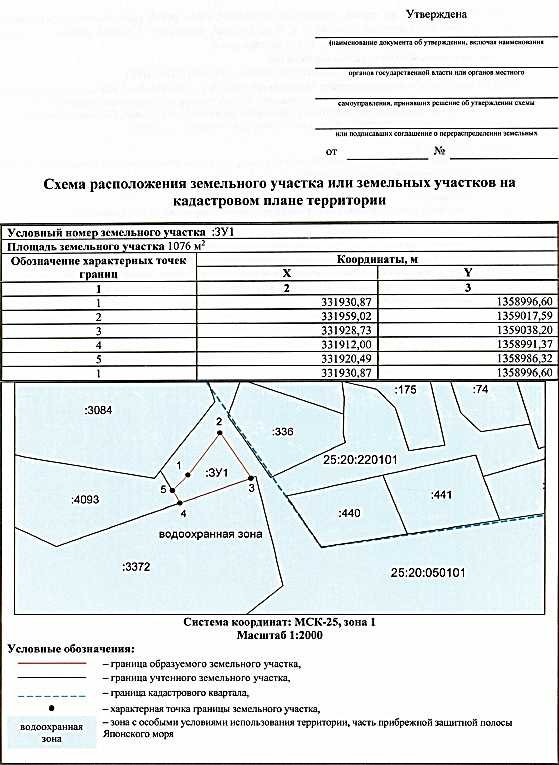 Утверждена
(наименование документа об утверждении, включая наименования
органов государственной власти или органов местного
самоуправления, принявших решение об утверждении схемы
или подписавших соглашение о перераспределении земельных
от ___________ № ___________
Схема расположения земельного участка или земельных участков на
кадастровом плане территории
Условный номер земельного участка :ЗУ1
Площадь земельного участка 1076 м²
Обозначение характерных точек границ Координаты, м
X Y
1 2 3
1 331930,87 1358996,60
2 331959,02 1359017,59
3 331928,73 1359038,20
4 331912,00 1358991,37
5 331920,49 1358986,32
1 331930,87 1358996,60
:175 :74
:3084
2 :336
25:20:220101
1 :ЗУ1
3
5 :441
:4093 4 :440
водоохранная зона
:3372
25:20:050101
Система координат: МСК-25, зона 1
Масштаб 1:2000
Условные обозначения:
– граница образуемого земельного участка,
– граница учтенного земельного участка,
– граница кадастрового квартала,
– характерная точка границы земельного участка,
водоохранная зона – зона с особыми условиями использования территории, часть прибрежной защитной полосы
Японского моря